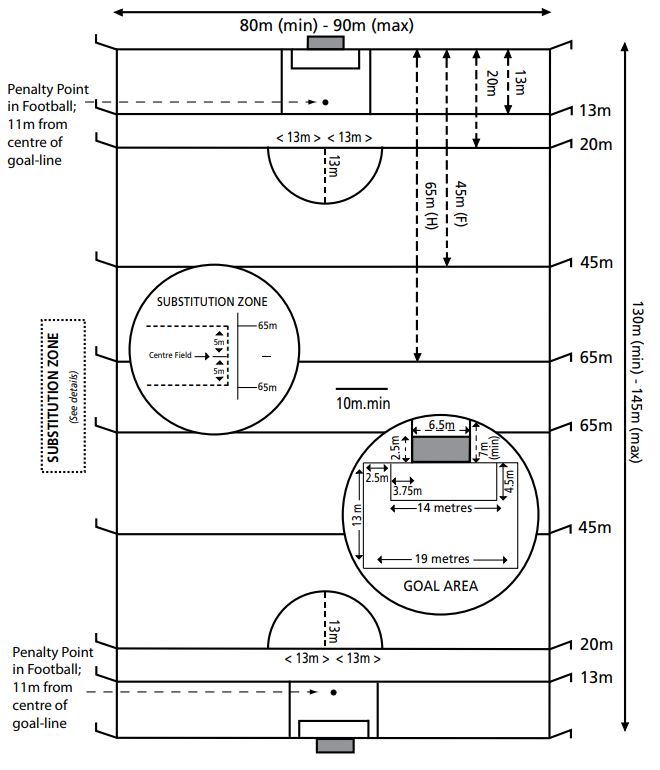 80m (min) - 90m (max)
Penalty Point
in Football;
11m from
centre of
goal-line
13m
20m
13m
< 13m > < 13m >
20m
13m
65m (H)
45m (F)
45m
SUBSTITUTION ZONE
65m
5m
Centre Field
5m
65m
65m
130m (min) - 145m (max)
SUBSTITUTION ZONE
(See details)
10m.min
65m
6.5m
2.5m
7m
(min)
2.5m
3.75m
4.5m
14 metres
13 m
45m
19 metres
GOAL AREA
13m
20m
Penalty Point
in Football;
11m from
centre of
goal-line
< 13m > < 13m >
13m